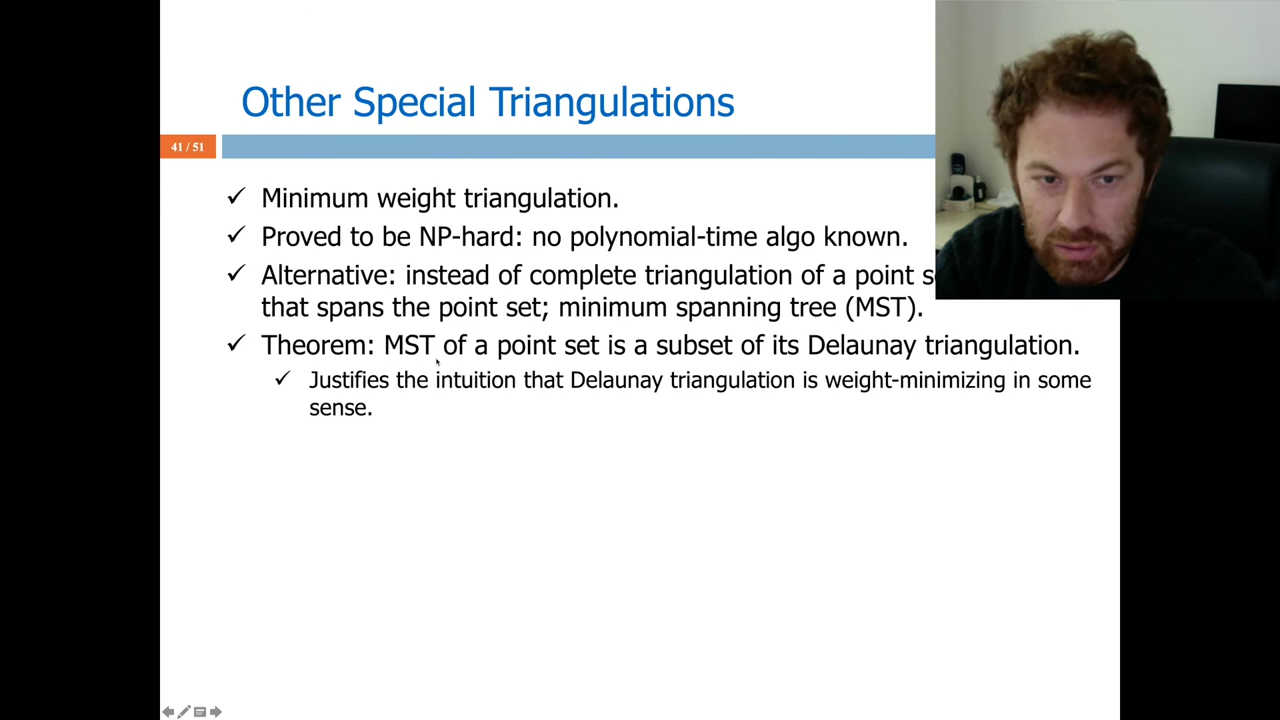 Other Special Triangulations
41 / 51
✓ Minimum weight triangulation.
✓ Proved to be NP-hard: no polynomial-time algo known.
✓ Alternative: instead of complete triangulation of a point
that spans the point set; minimum spanning tree (MST).
✓ Theorem: MST of a point set is a subset of its Delaunay triangulation.
✓ Justifies the intuition that Delaunay triangulation is weight-minimizing in some
sense.